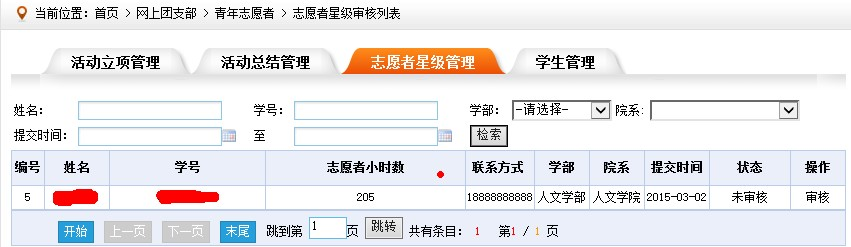 当前位置：首页 > 网上团支部 > 青年志愿者 > 志愿者星级审核列表
活动立项管理 活动总结管理 志愿者星级管理 学生管理
姓名： 学号： 学部： -请选择- 院系：
提交时间： 至 检索
编号 姓名 学号 志愿者小时数 联系方式 学部 院系 提交时间 状态 操作
5 205 18888888888 人文学部 人文学院 2015-03-02 未审核 审核
开始 上一页 下一页 末尾 跳到第 1 页 跳转 共有条目： 1 第1 / 1 页